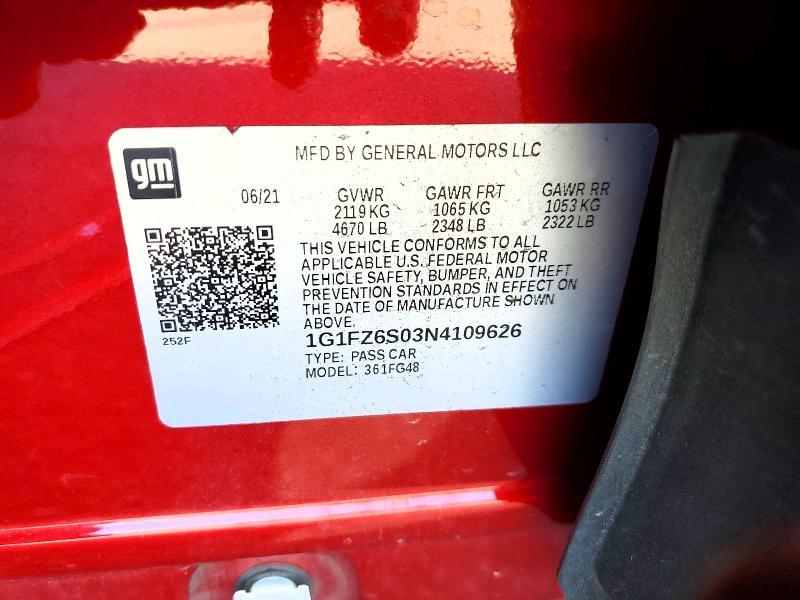 gm
MFD BY GENERAL MOTORS LLC
06/21 GVWR GAWR FRT GAWR RR
2119 KG 1065 KG 1053 KG
4670 LB 2348 LB 2322 LB
THIS VEHICLE CONFORMS TO ALL
APPLICABLE U.S. FEDERAL MOTOR
VEHICLE SAFETY, BUMPER, AND THEFT
PREVENTION STANDARDS IN EFFECT ON
THE DATE OF MANUFACTURE SHOWN
ABOVE.
252F
1G1FZ6S03N4109626
TYPE: PASS CAR
MODEL: 361FG48